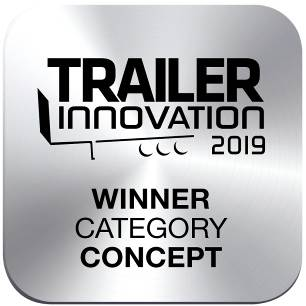 TRAILER
INNOVATION
2019
WINNER
CATEGORY
CONCEPT